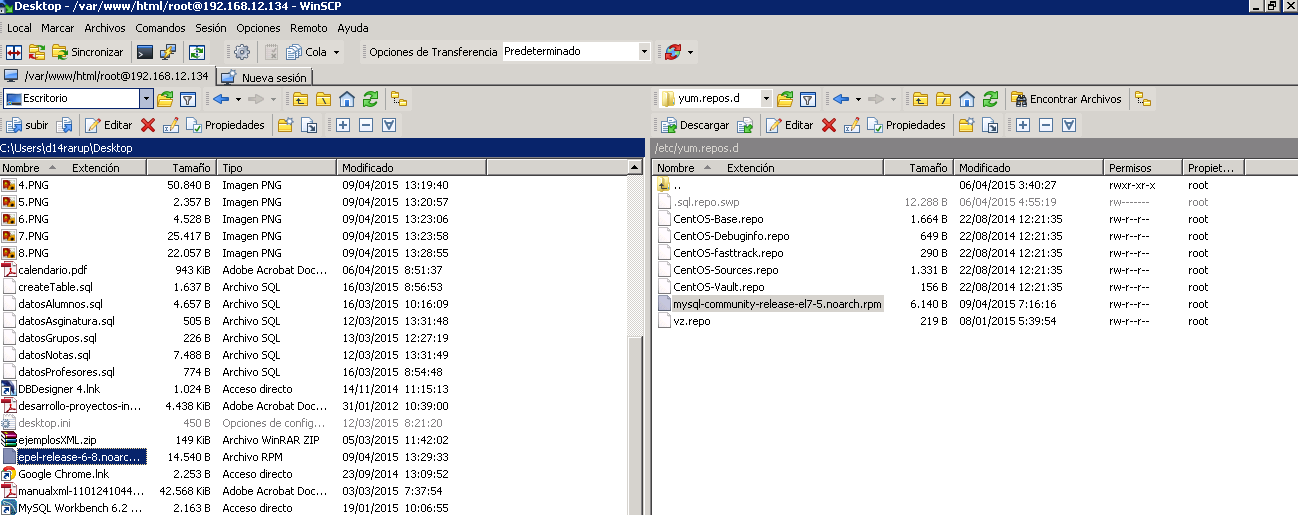 Desktop - /var/www/html/root@192.168.12.134 - WinSCP
Local Marcar Archivos Comandos Sesión Opciones Remoto Ayuda
Sincronizar Cola Opciones de Transferencia Predeterminado
/var/www/html/root@192.168.12.134 Nueva sesión
Escritorio yum.repos.d Encontrar Archivos
subir Editar Propiedades Descargar Editar Propiedades
C:\Users\d14rarup\Desktop /etc/yum.repos.d
Nombre Extención Tamaño Tipo Modificado Nombre Extención Tamaño Modificado Permisos Propiet...
4.PNG 50.840 B Imagen PNG 09/04/2015 13:19:40 .. 06/04/2015 3:40:27 rwxr-xr-x root
5.PNG 2.357 B Imagen PNG 09/04/2015 13:20:57 .sql.repo.swp 12.288 B 06/04/2015 4:55:19 rw------- root
6.PNG 4.528 B Imagen PNG 09/04/2015 13:23:06 CentOS-Base.repo 1.664 B 22/08/2014 12:21:35 rw-r--r-- root
7.PNG 25.417 B Imagen PNG 09/04/2015 13:23:58 CentOS-Debuginfo.repo 649 B 22/08/2014 12:21:35 rw-r--r-- root
8.PNG 22.057 B Imagen PNG 09/04/2015 13:28:55 CentOS-fasttrack.repo 290 B 22/08/2014 12:21:35 rw-r--r-- root
calendario.pdf 943 KiB Adobe Acrobat Doc... 06/04/2015 8:51:37 CentOS-Sources.repo 1.331 B 22/08/2014 12:21:35 rw-r--r-- root
createTable.sql 1.637 B Archivo SQL 16/03/2015 8:56:53 CentOS-Vault.repo 156 B 22/08/2014 12:21:35 rw-r--r-- root
datosAlumnos.sql 4.657 B Archivo SQL 16/03/2015 10:16:09 mysql-community-release-el7-5.noarch.rpm 6.140 B 09/04/2015 7:16:16 rw-r--r-- root
datosAsginatura.sql 505 B Archivo SQL 12/03/2015 13:31:48 vz.repo 219 B 08/01/2015 5:39:54 rw-r--r-- root
datosGrupos.sql 226 B Archivo SQL 13/03/2015 12:27:19
datosNotas.sql 7.488 B Archivo SQL 12/03/2015 13:31:49
datosProfesores.sql 774 B Archivo SQL 16/03/2015 8:54:48
DBDesigner 4.lnk 1.024 B Acceso directo 14/11/2014 11:15:13
desarrollo-proyectos-in... 4.438 KiB Adobe Acrobat Doc... 31/01/2012 10:39:00
desktop.ini 450 B Opciones de config... 12/03/2015 8:21:20
ejemplosXML.zip 149 KiB Archivo WinRAR ZIP 05/03/2015 11:42:02
epel-release-6-8.noarc... 14.540 B Archivo RPM 09/04/2015 13:29:33
Google Chrome.lnk 2.253 B Acceso directo 23/09/2014 13:09:52
manualxml-1101241044... 42.568 KiB Adobe Acrobat Doc... 03/03/2015 7:37:54
MySQL Workbench 6.2 ... 2.163 B Acceso directo 19/01/2015 10:06:55